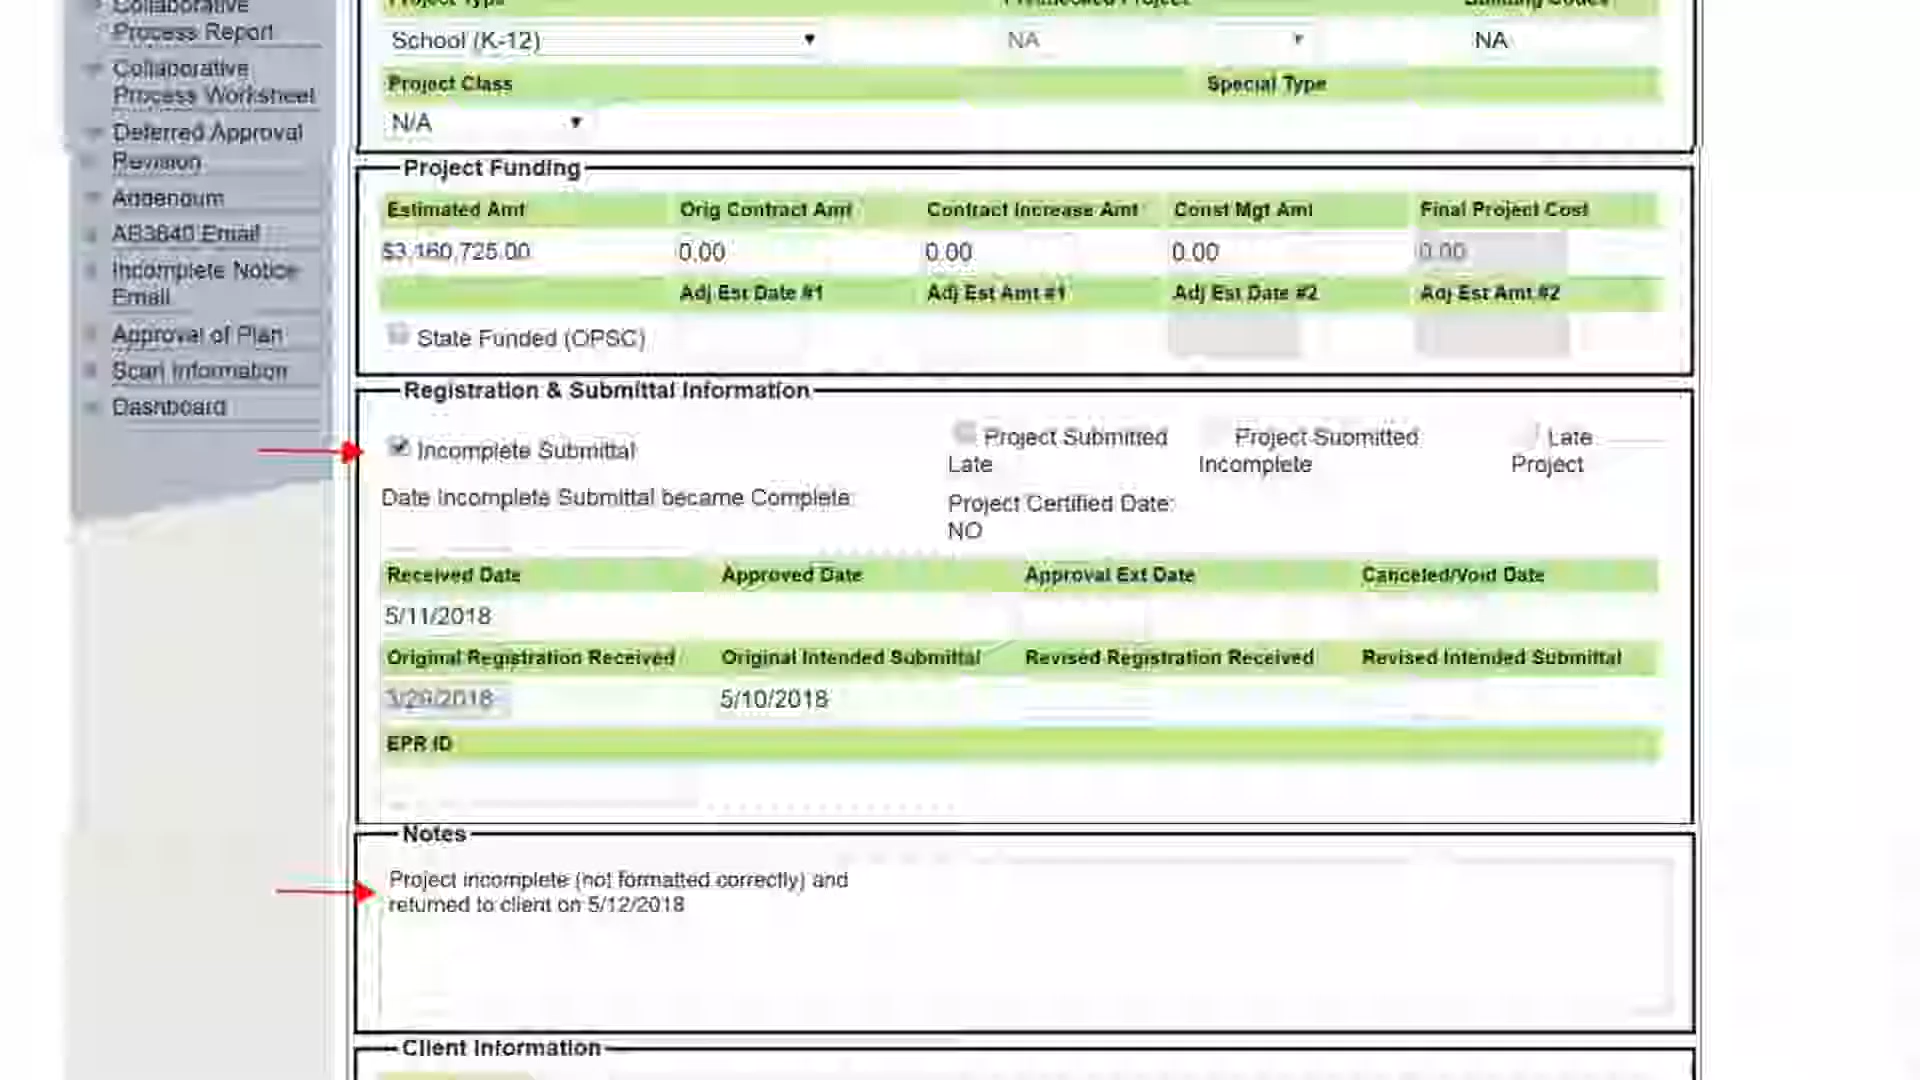 Collaborative
Process Report
Collaborative
Process Worksheet
Deferred Approval
Revision
Addendum
AB3640 Email
Incomplete Notice
Email
Approval of Plan
Scan Information
Dashboard
Project Type
School (K-12)
NA
NA
Project Class
Special Type
N/A
Project Funding
Estimated Amt Orig Contract Amt Contract Increase Amt Const Mgt Amt Final Project Cost
$3,160,725.00 0.00 0.00 0.00 0.00
Adj Est Date #1 Adj Est Amt #1 Adj Est Date #2 Adj Est Amt #2
State Funded (OPSC)
Registration & Submittal Information
Incomplete Submittal
Project Submitted
Late
Project Submitted
Incomplete
Late
Project
Date Incomplete Submittal became Complete:
Project Certified Date:
NO
Received Date Approved Date Approval Ext Date Canceled/Void Date
5/11/2018
Original Registration Received Original Intended Submittal Revised Registration Received Revised Intended Submittal
3/29/2018 5/10/2018
EPR ID
Notes
Project incomplete (not formatted correctly) and
returned to client on 5/12/2018
Client Information